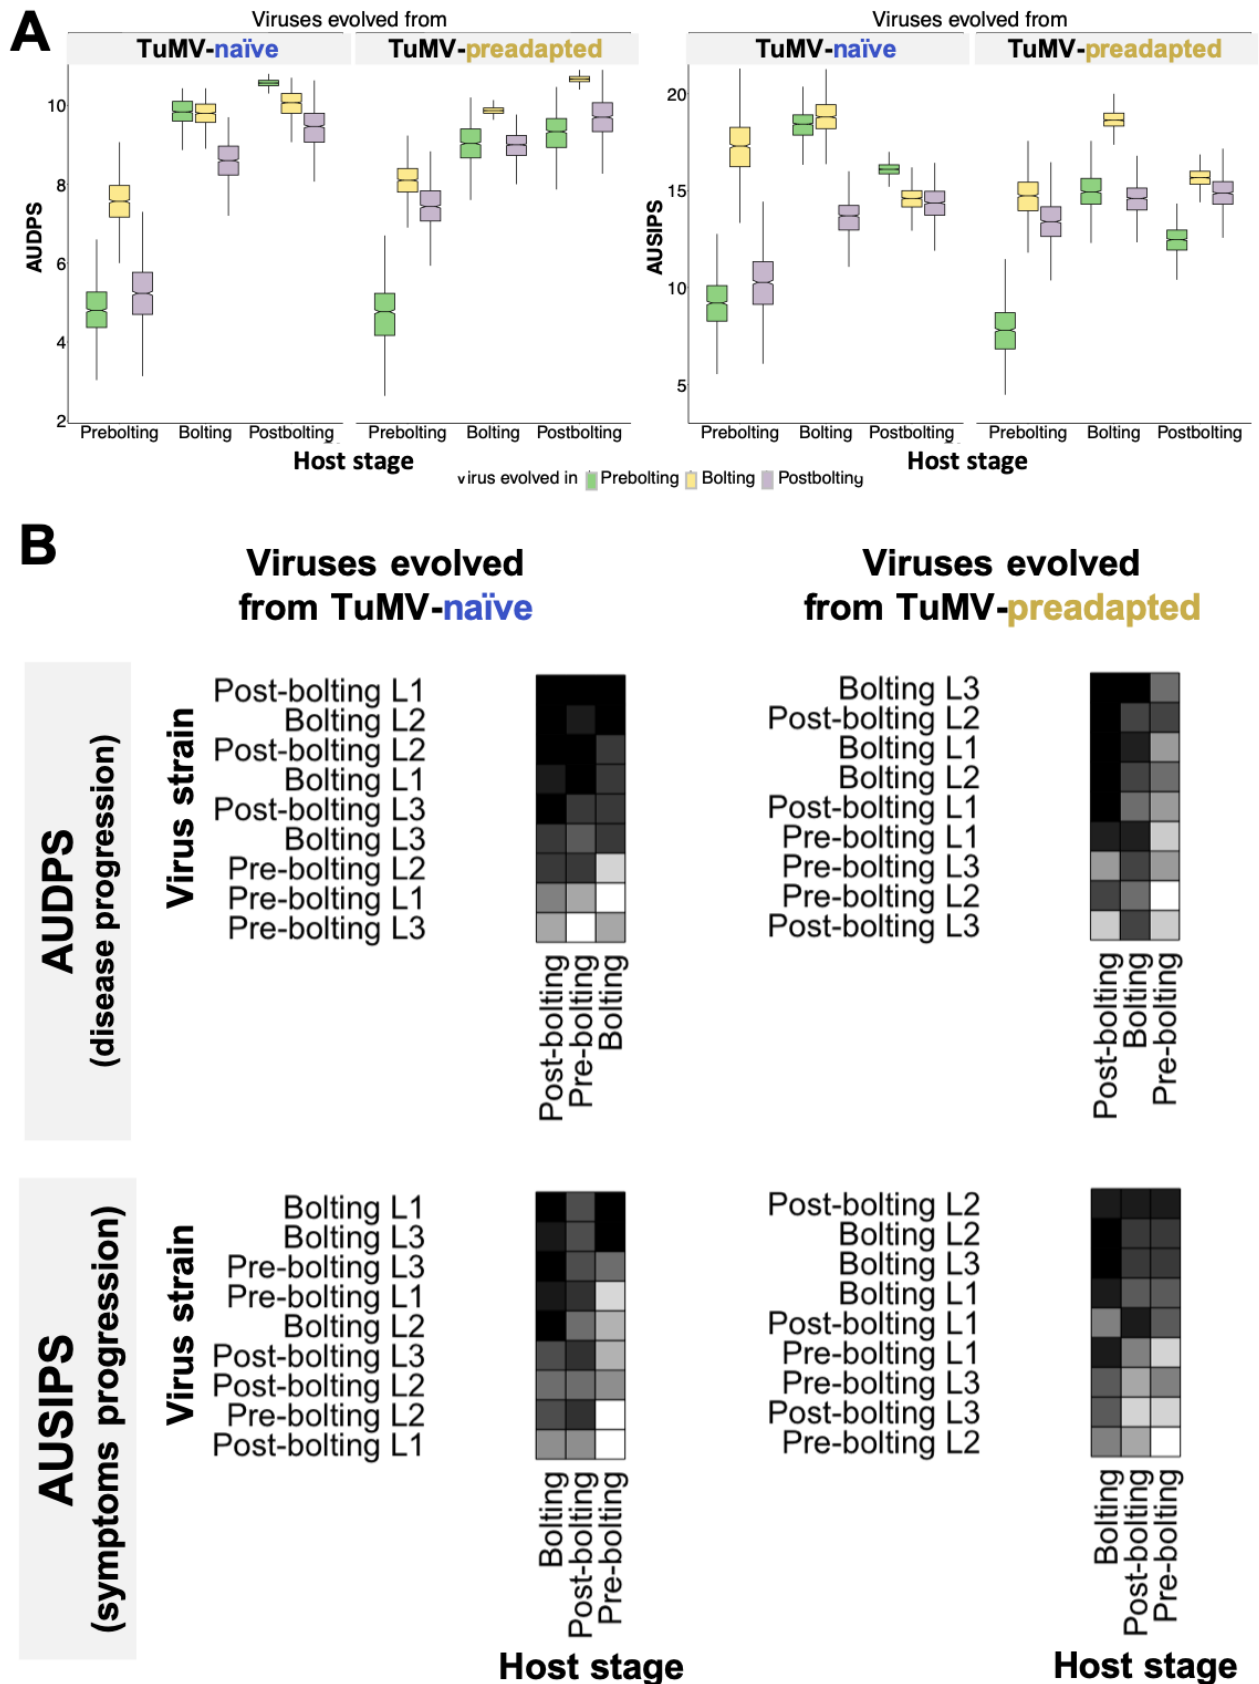 A
Viruses evolved from
TuMV-naïve
TuMV-preadapted
AUDPS
10
8
6
4
2
Prebolting
Bolting
Postbolting
Prebolting
Bolting
Postbolting
Host stage
Viruses evolved from
TuMV-naïve
TuMV-preadapted
AUSIPS
20
15
10
5
Prebolting
Bolting
Postbolting
Prebolting
Bolting
Postbolting
Host stage
virus evolved in Prebolting Bolting Postbolting
B
Viruses evolved
from TuMV-naïve
Viruses evolved
from TuMV-preadapted
AUDPS
(disease progression)
Virus strain
Post-bolting L1
Bolting L2
Post-bolting L2
Bolting L1
Post-bolting L3
Bolting L3
Pre-bolting L2
Pre-bolting L1
Pre-bolting L3
Post-bolting
Pre-bolting
Bolting
Bolting L3
Post-bolting L2
Bolting L1
Bolting L2
Post-bolting L1
Pre-bolting L1
Pre-bolting L3
Pre-bolting L2
Post-bolting L3
Post-bolting
Bolting
Pre-bolting
AUSIPS
(symptoms progression)
Virus strain
Bolting L1
Bolting L3
Pre-bolting L3
Pre-bolting L1
Bolting L2
Post-bolting L3
Post-bolting L2
Pre-bolting L2
Post-bolting L1
Bolting
Post-bolting
Pre-bolting
Host stage
Post-bolting L2
Bolting L2
Bolting L3
Bolting L1
Post-bolting L1
Pre-bolting L1
Pre-bolting L3
Post-bolting L3
Pre-bolting L2
Bolting
Post-bolting
Pre-bolting
Host stage